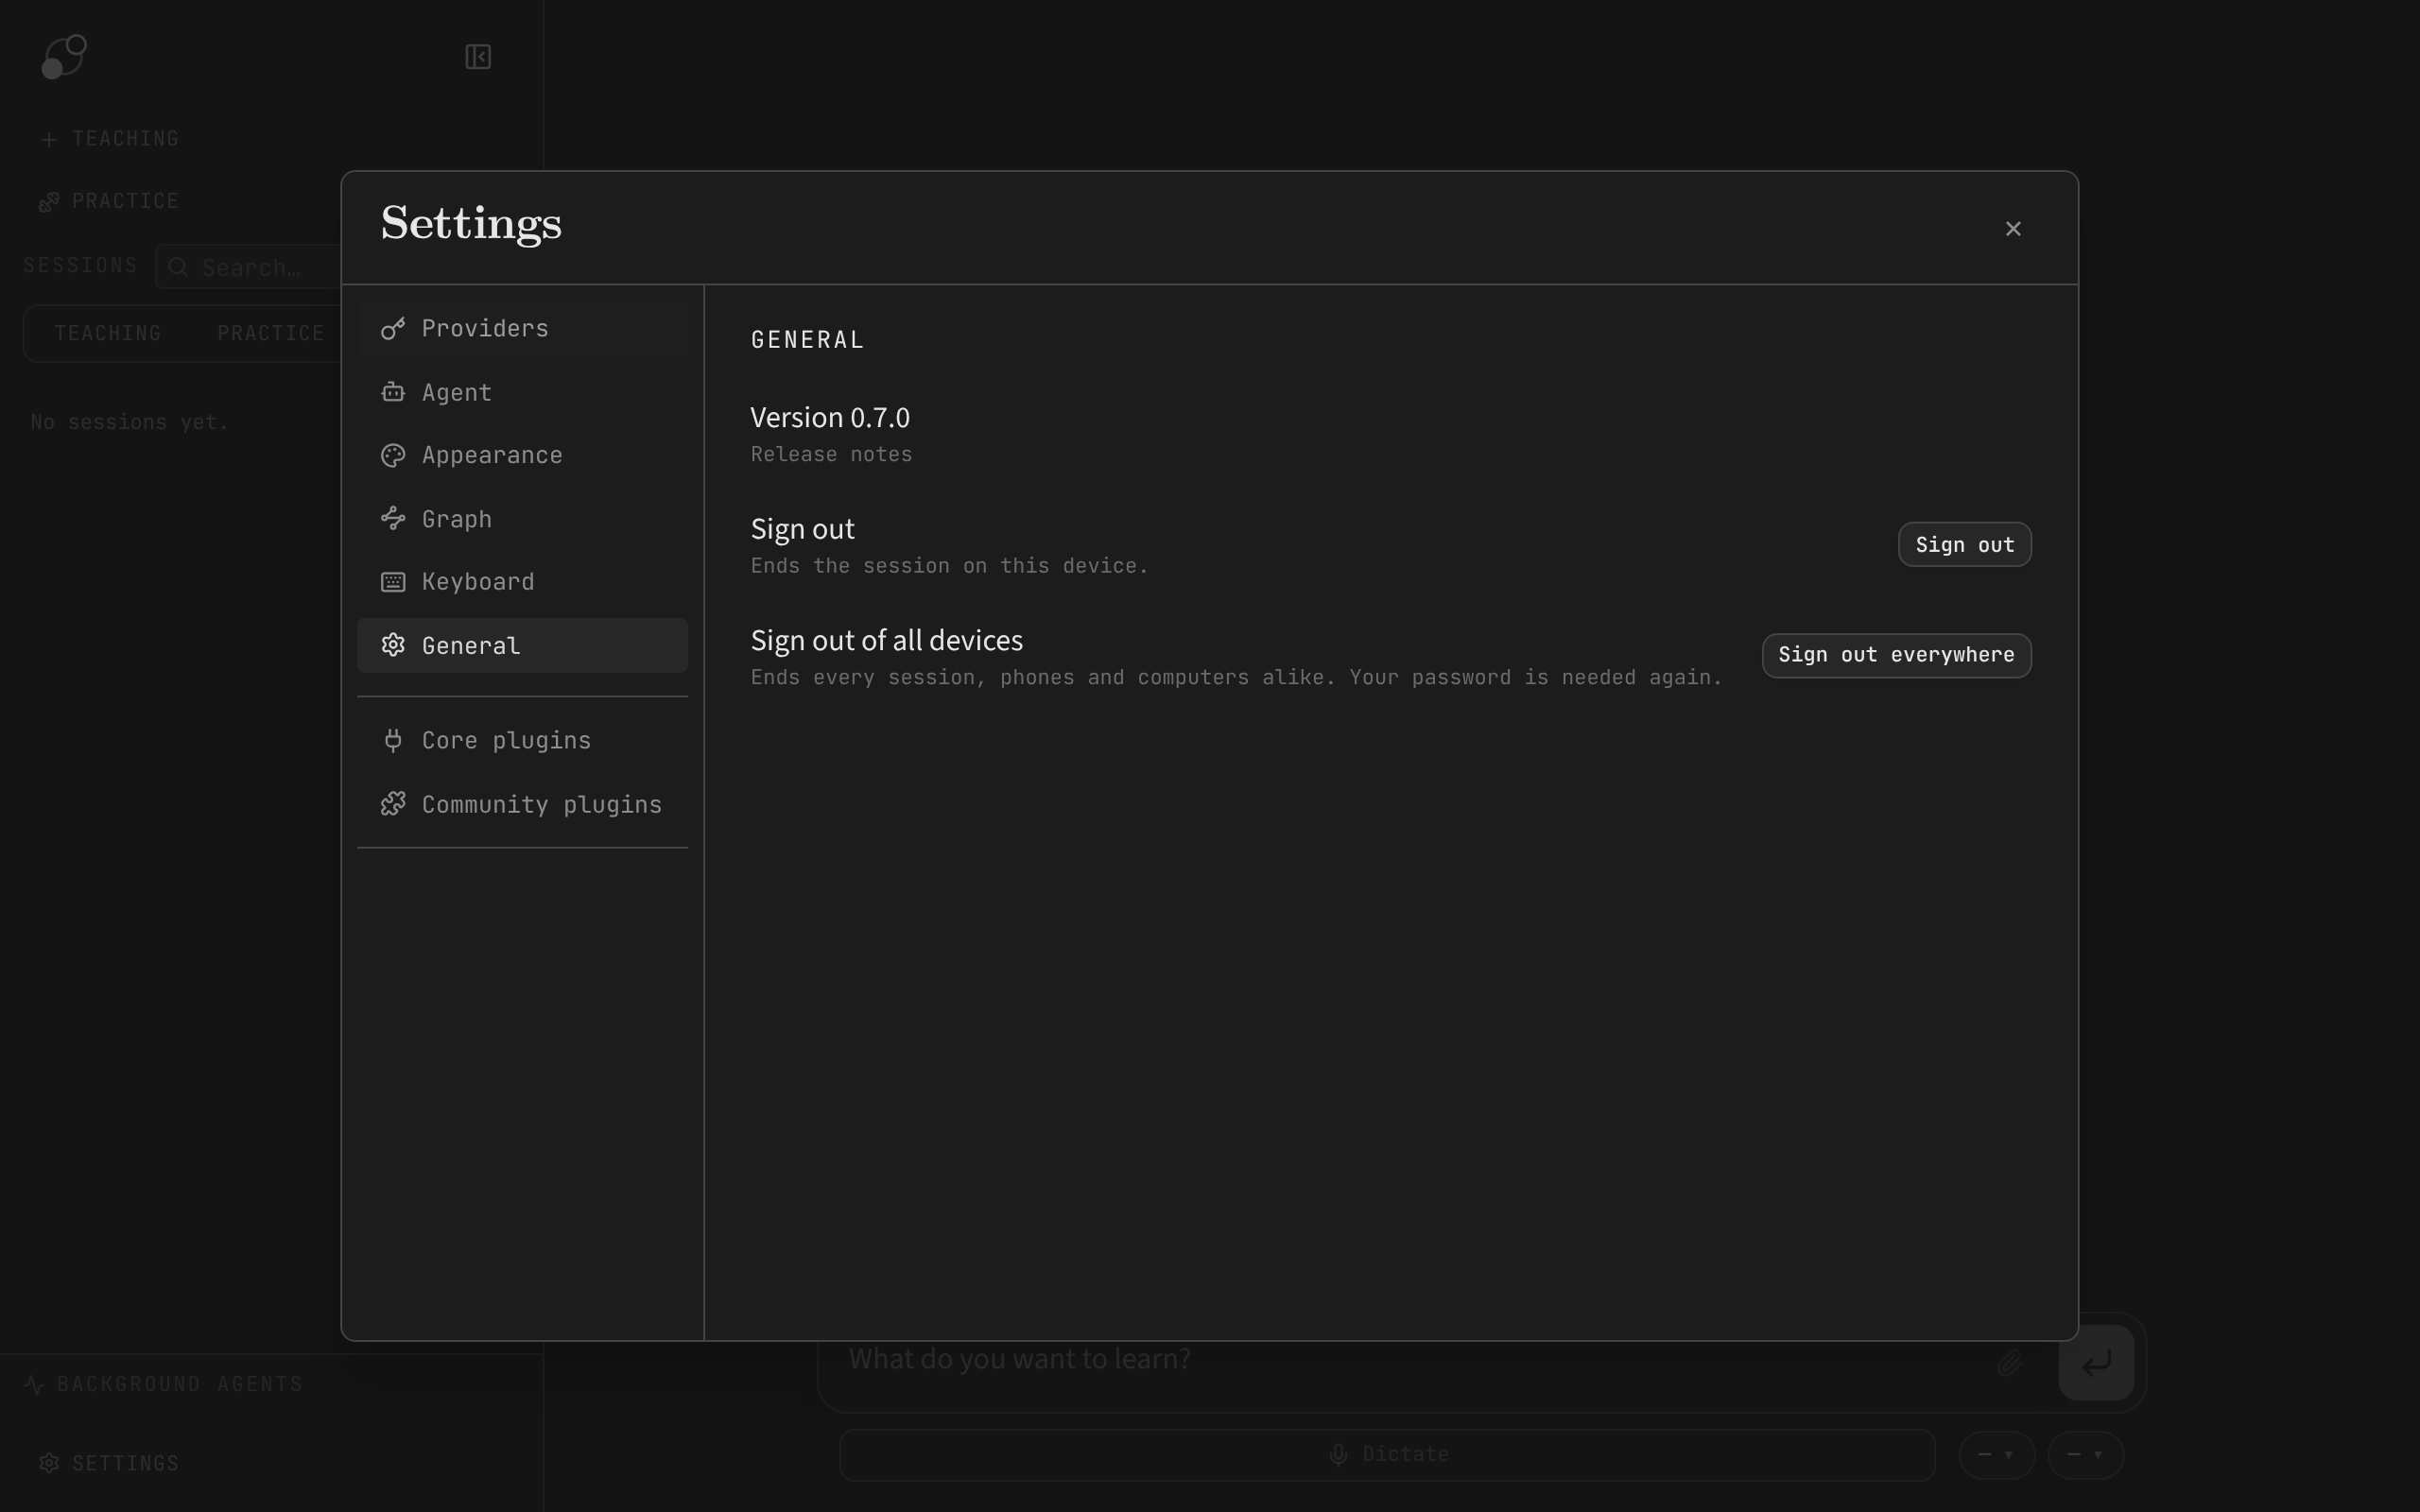 TEACHING
PRACTICE
SESSIONS
Search…
TEACHING PRACTICE
No sessions yet.
Settings
Providers
Agent
Appearance
Graph
Keyboard
General
Core plugins
Community plugins
GENERAL
Version 0.7.0
Release notes
Sign out
Ends the session on this device.
Sign out
Sign out of all devices
Ends every session, phones and computers alike. Your password is needed again.
Sign out everywhere
What do you want to learn?
Dictate
BACKGROUND AGENTS
SETTINGS